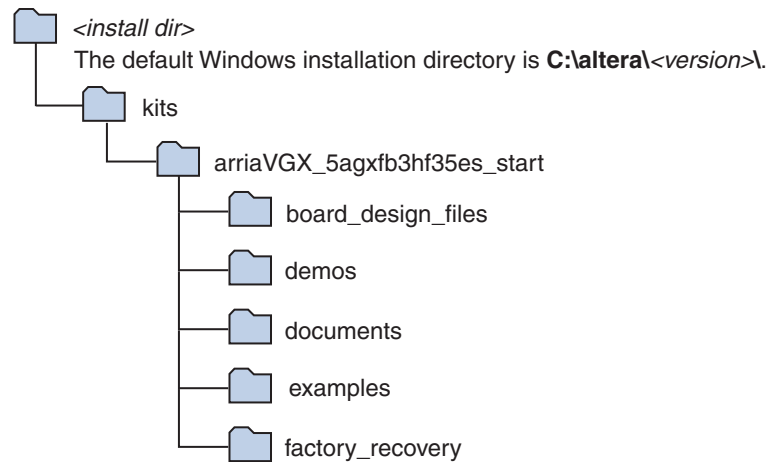 <install dir>
The default Windows installation directory is C:\altera\<version>\.
kits
arriaVGX_5agxfb3hf35es_start
board_design_files
demos
documents
examples
factory_recovery